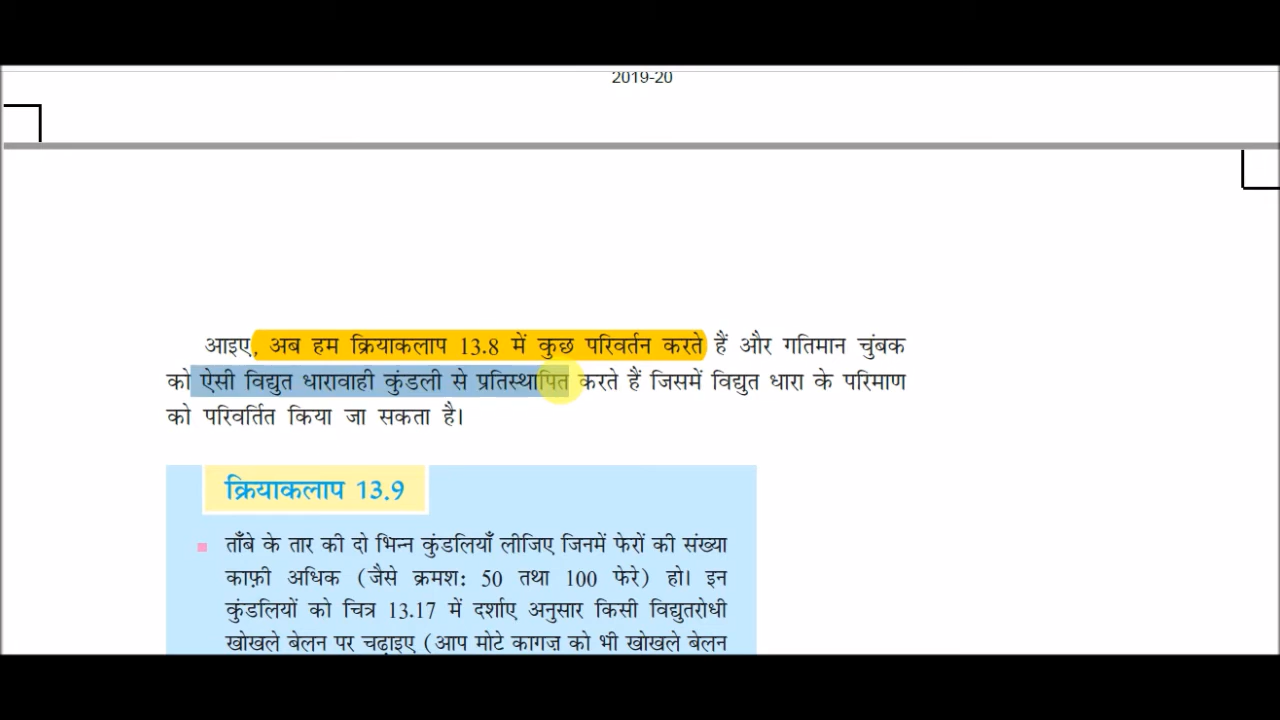 2019-20
आइए, अब हम क्रियाकलाप 13.8 में कुछ परिवर्तन करते हैं और गतिमान चुंबक
को ऐसी विद्युत धारावाही कुंडली से प्रतिस्थापित करते हैं जिसमें विद्युत धारा के परिमाण
को परिवर्तित किया जा सकता है।
क्रियाकलाप 13.9
ताँबे के तार की दो भिन्न कुंडलियाँ लीजिए जिनमें फेरों की संख्या
काफ़ी अधिक (जैसे क्रमश: 50 तथा 100 फेरे) हो। इन
कुंडलियों को चित्र 13.17 में दर्शाए अनुसार किसी विद्युतरोधी
खोखले बेलन पर चढ़ाइए (आप मोटे कागज़ को भी खोखले बेलन